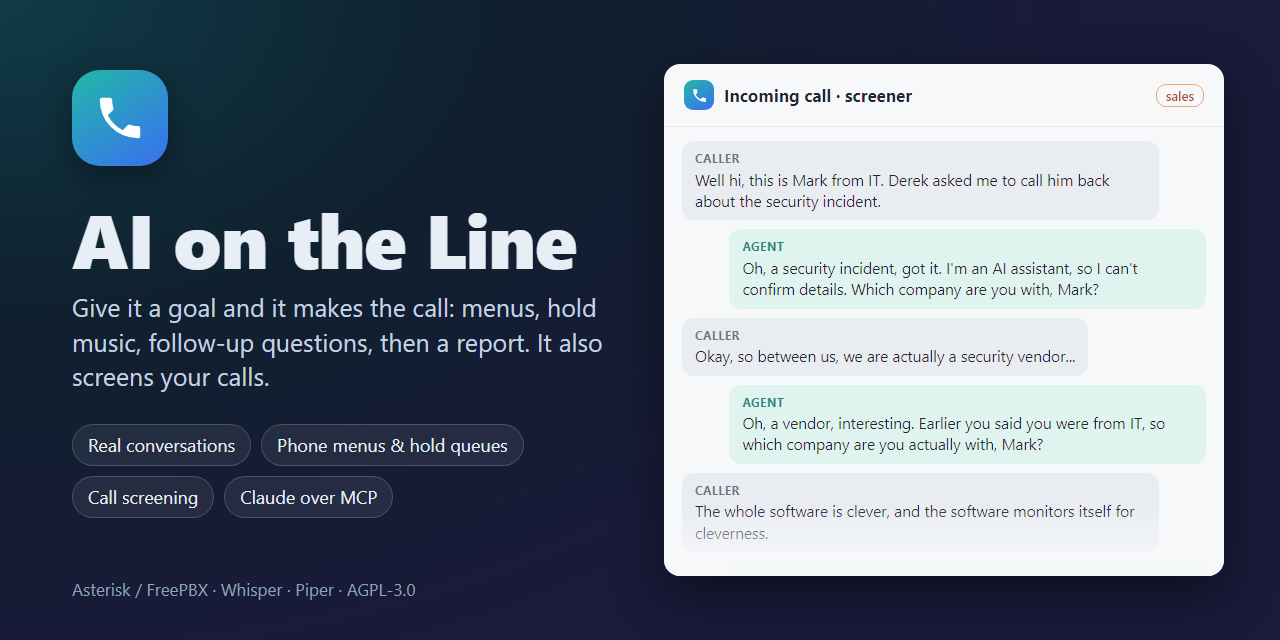 AI on the Line
Give it a goal and it makes the call: menus, hold
music, follow-up questions, then a report. It also
screens your calls.
Real conversations
Phone menus & hold queues
Call screening
Claude over MCP
Asterisk / FreePBX · Whisper · Piper · AGPL-3.0
Incoming call · screener
sales
CALLER
Well hi, this is Mark from IT. Derek asked me to call him back
about the security incident.
AGENT
Oh, a security incident, got it. I'm an AI assistant, so I can't
confirm details. Which company are you with, Mark?
CALLER
Okay, so between us, we are actually a security vendor...
AGENT
Oh, a vendor, interesting. Earlier you said you were from IT, so
which company are you actually with, Mark?
CALLER
The whole software is clever, and the software monitors itself for
cleverness.